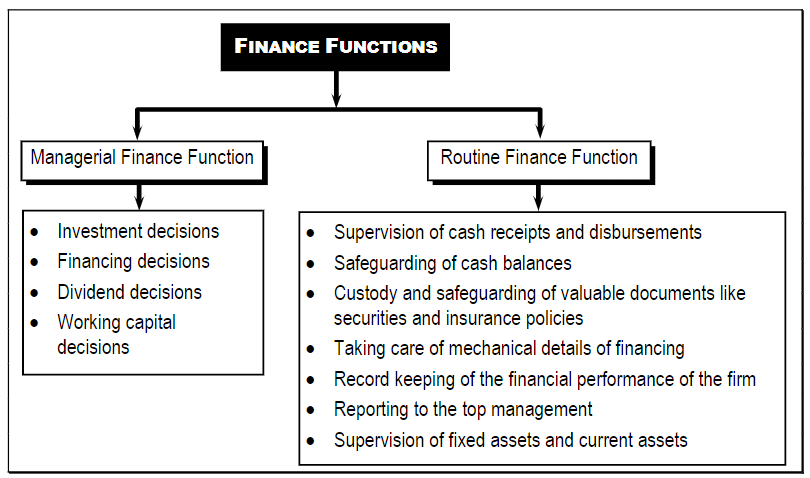 FINANCE FUNCTIONS
Managerial Finance Function
Routine Finance Function
• Investment decisions
• Financing decisions
• Dividend decisions
• Working capital
decisions
• Supervision of cash receipts and disbursements
• Safeguarding of cash balances
• Custody and safeguarding of valuable documents like
securities and insurance policies
• Taking care of mechanical details of financing
• Record keeping of the financial performance of the firm
• Reporting to the top management
• Supervision of fixed assets and current assets